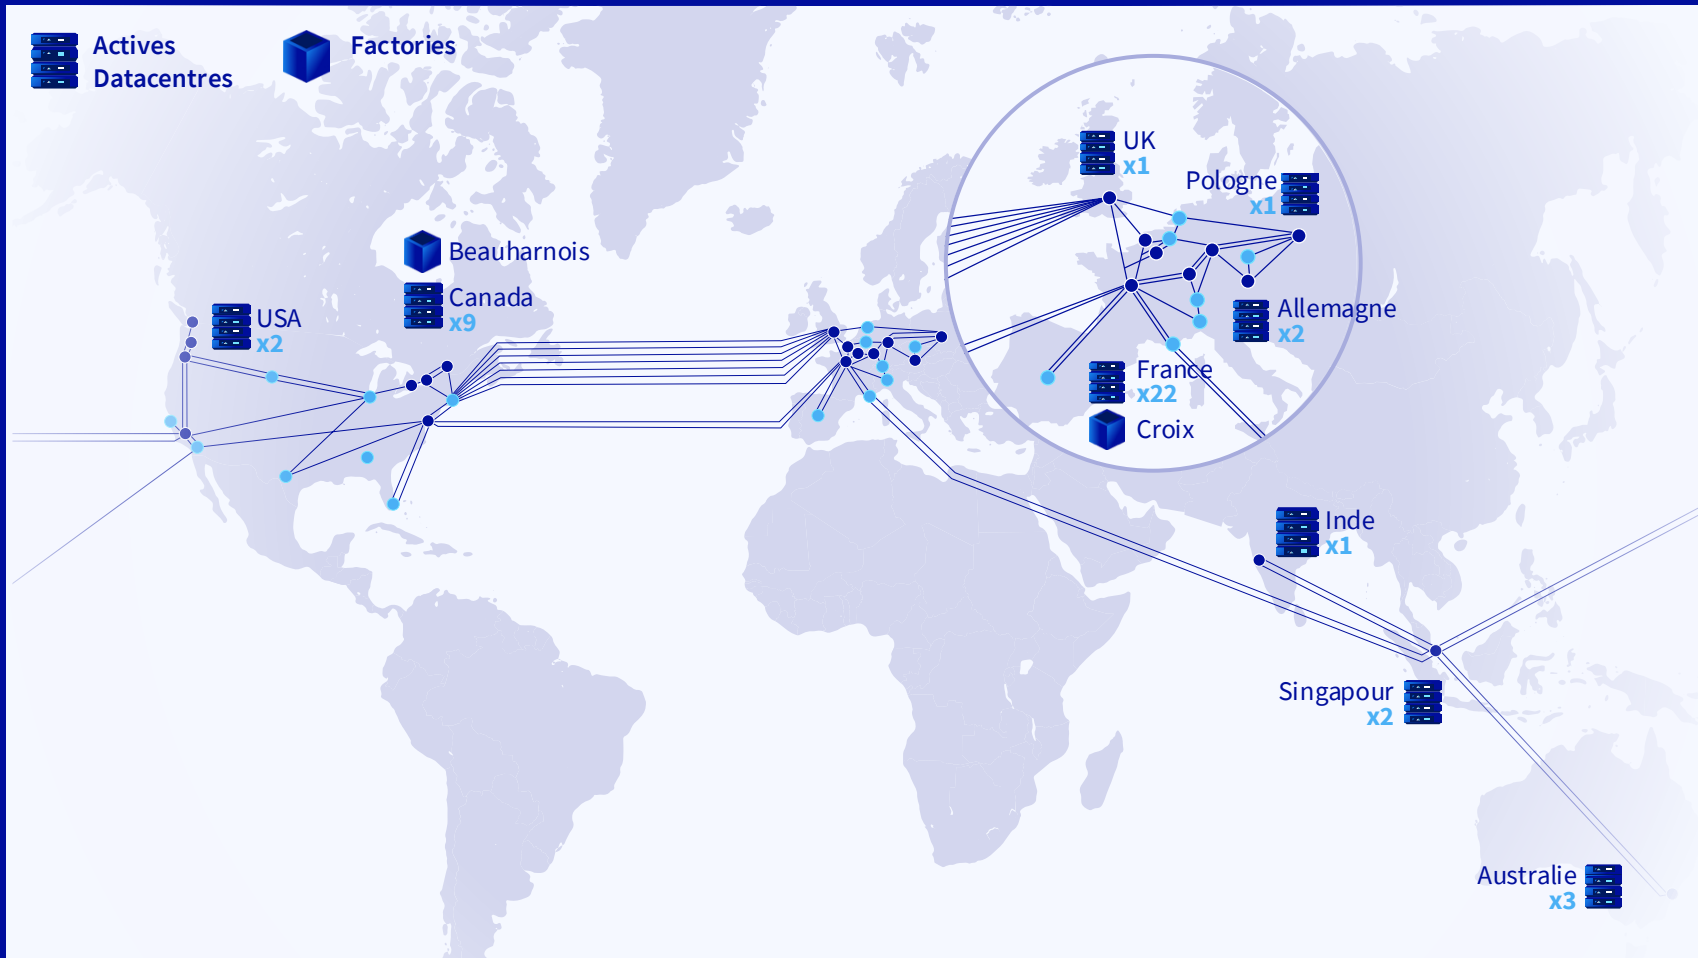 Actives
Datacentres
Factories
UK
x1
Pologne
x1
Beauharnois
Canada
x9
USA
x2
Allemagne
x2
France
x22
Croix
Inde
x1
Singapour
x2
Australie
x3